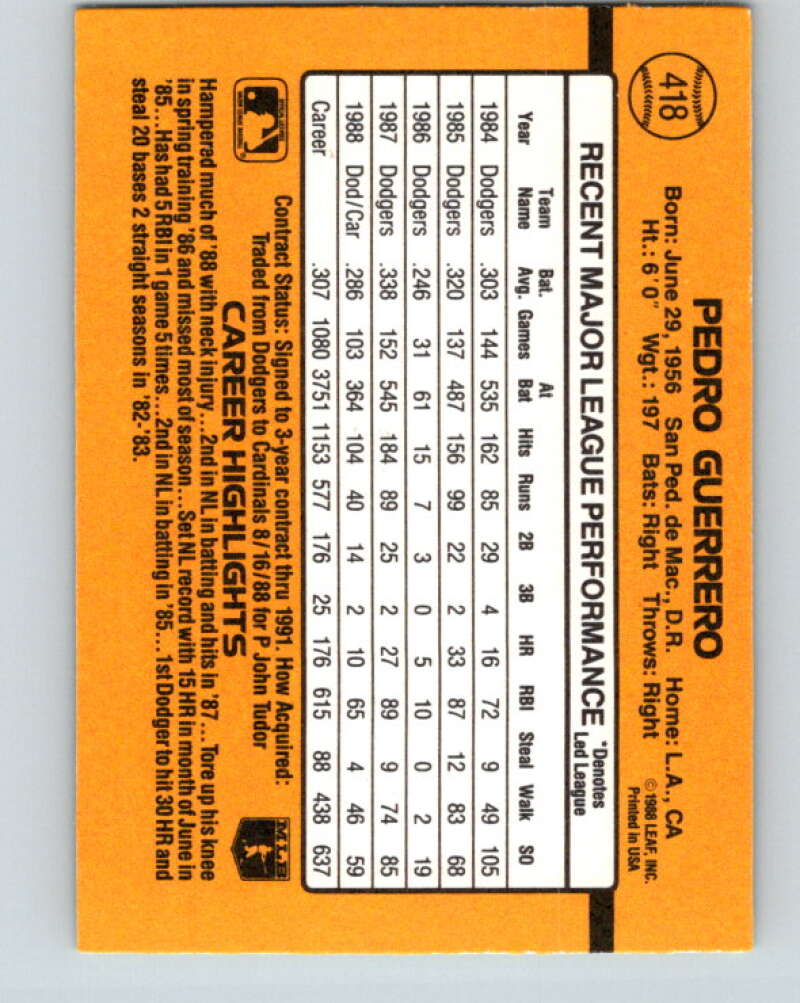 418
PEDRO GUERRERO
Born: June 29, 1956 San Ped. de Mac., D.R. Home: L.A., CA
Ht.: 6'0" Wgt.: 197 Bats: Right Throws: Right
©1988 LEAF, INC.
Printed in USA
RECENT MAJOR LEAGUE PERFORMANCE *Denotes Led League
Year Team Name Bat. Avg. Games At Bat Hits Runs 2B 3B HR RBI Steal Walk SO
1984 Dodgers .303 144 535 162 85 29 4 16 72 9 49 105
1985 Dodgers .320 137 487 156 99 22 2 33 87 12 83 68
1986 Dodgers .246 31 61 15 7 3 0 5 10 0 2 19
1987 Dodgers .338 152 545 184 89 25 2 27 89 9 74 85
1988 Dod/Car .286 103 364 104 40 14 2 10 65 4 46 59
Career .307 1080 3751 1153 577 176 25 176 615 88 438 637
Contract Status: Signed to 3-year contract thru 1991. How Acquired:
Traded from Dodgers to Cardinals 8/16/88 for P John Tudor
MLB
CAREER HIGHLIGHTS
Hamperad much of '88 with neck injury...2nd in NL in batting and hits in '87... Tore up his knee
in spring training '86 and missed most of season... Set NL record with 15 HR in month of June in
'85... Has had 5 RBI in 1 game 5 times...2nd in NL in batting in '85... 1st Dodger to hit 30 HR and
steal 20 bases 2 straight seasons in '82-'83.